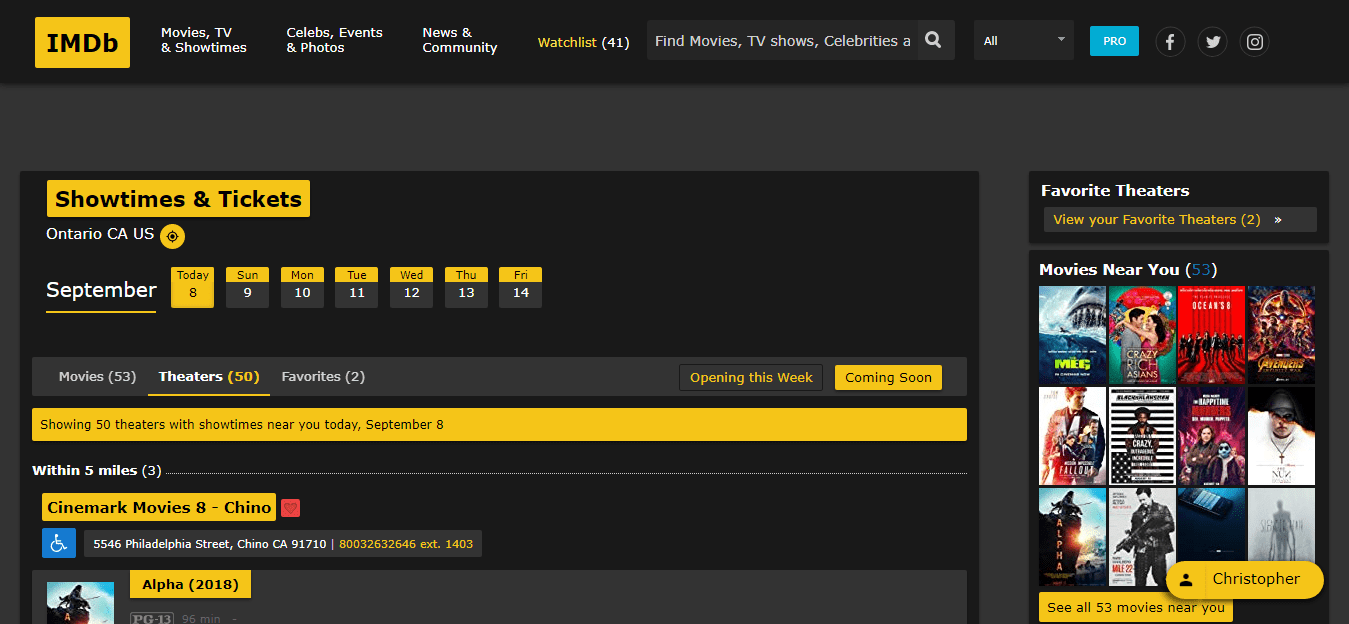 IMDb
Movies, TV
& Showtimes
Celebs, Events
& Photos
News &
Community
Watchlist (41)
Find Movies, TV shows, Celebrities a
All
PRO
Showtimes & Tickets
Ontario CA US
September
Today
8
Sun
9
Mon
10
Tue
11
Wed
12
Thu
13
Fri
14
Movies (53)
Theaters (50)
Favorites (2)
Opening this Week
Coming Soon
Showing 50 theaters with showtimes near you today, September 8
Within 5 miles (3)
Cinemark Movies 8 - Chino
5546 Philadelphia Street, Chino CA 91710 | 80032632646 ext. 1403
Alpha (2018)
PG-13 96 min -
Favorite Theaters
View your Favorite Theaters (2) »
Movies Near You (53)
MEG
CRAZY
RICH
ASIANS
OCEAN'S 8
AVENGERS
FALLOUT
BLACKKKLANSMAN
THE HAPPYTIME
MURDERS
THE
NUN
ALPHA
MILE 22
Christopher
See all 53 movies near you